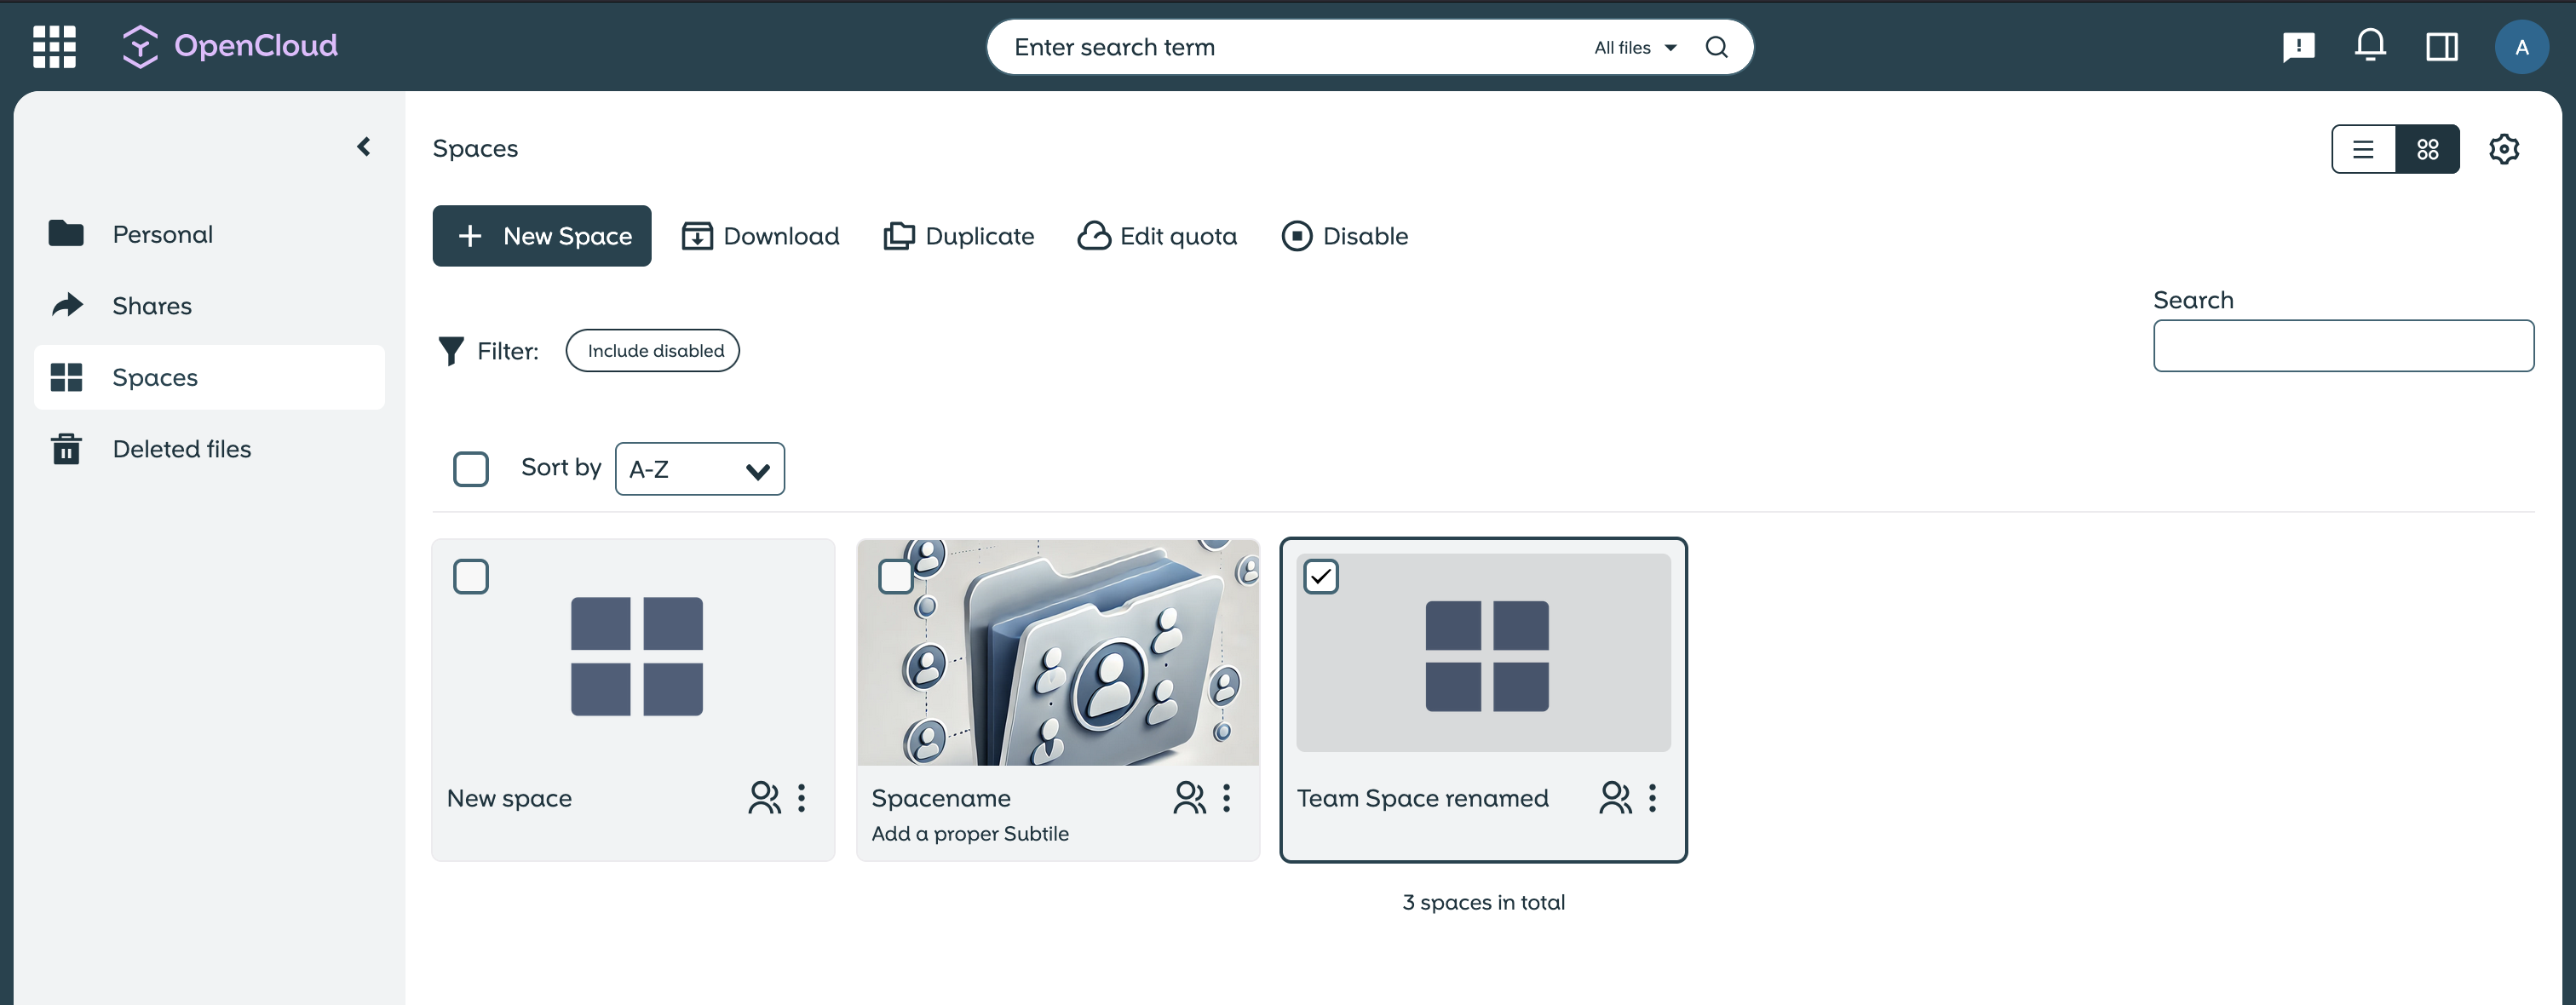 OpenCloud
Enter search term
All files
A
Spaces
Personal
Shares
Spaces
Deleted files
New Space
Download
Duplicate
Edit quota
Disable
Search
Filter:
Include disabled
Sort by
A-Z
New space
Spacename
Add a proper Subtile
Team Space renamed
3 spaces in total